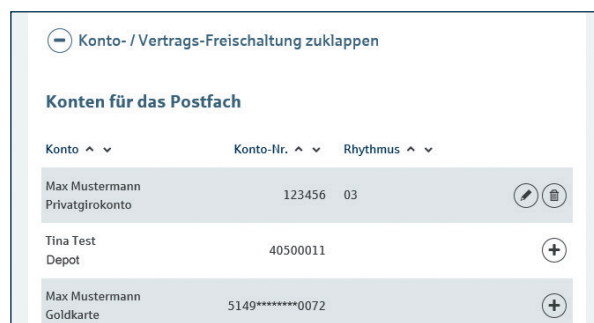 Konto- / Vertrags-Freischaltung zuklappen
Konten für das Postfach
Konto Konto-Nr. Rhythmus
Max Mustermann
Privatgirokonto 123456 03
Tina Test
Depot 40500011
Max Mustermann
Goldkarte 5149********0072